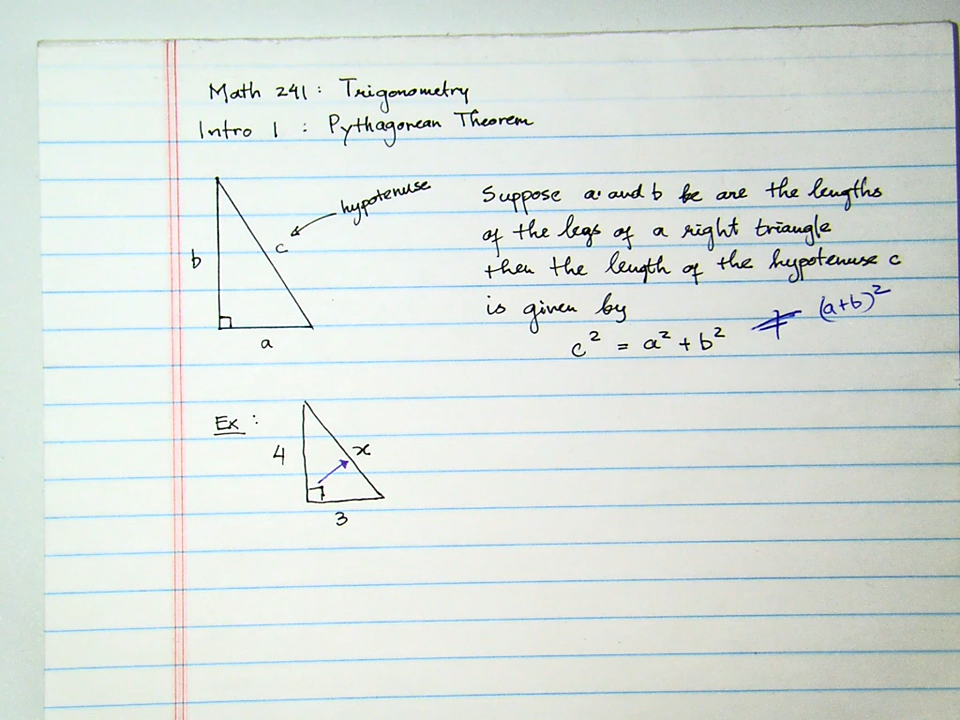 Math 241 : Trigonometry
Intro 1 : Pythagorean Theorem
hypotenuse
c
b
a
Suppose a and b be are the lengths
of the legs of a right triangle
then the length of the hypotenuse c
is given by
c² = a² + b² ≠ (a+b)²
Ex :
4
x
3